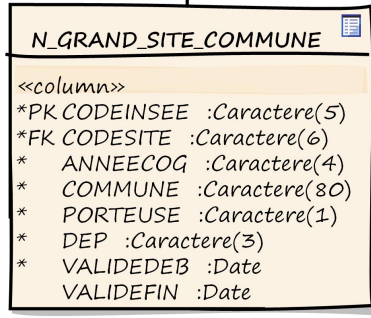 N_GRAND_SITE_COMMUNE
«column»
*PK CODEINSEE :Caractere(5)
*FK CODESITE :Caractere(6)
* ANNEECOG :Caractere(4)
* COMMUNE :Caractere(80)
* PORTEUSE :Caractere(1)
* DEP :Caractere(3)
* VALIDEDEB :Date
VALIDEFIN :Date